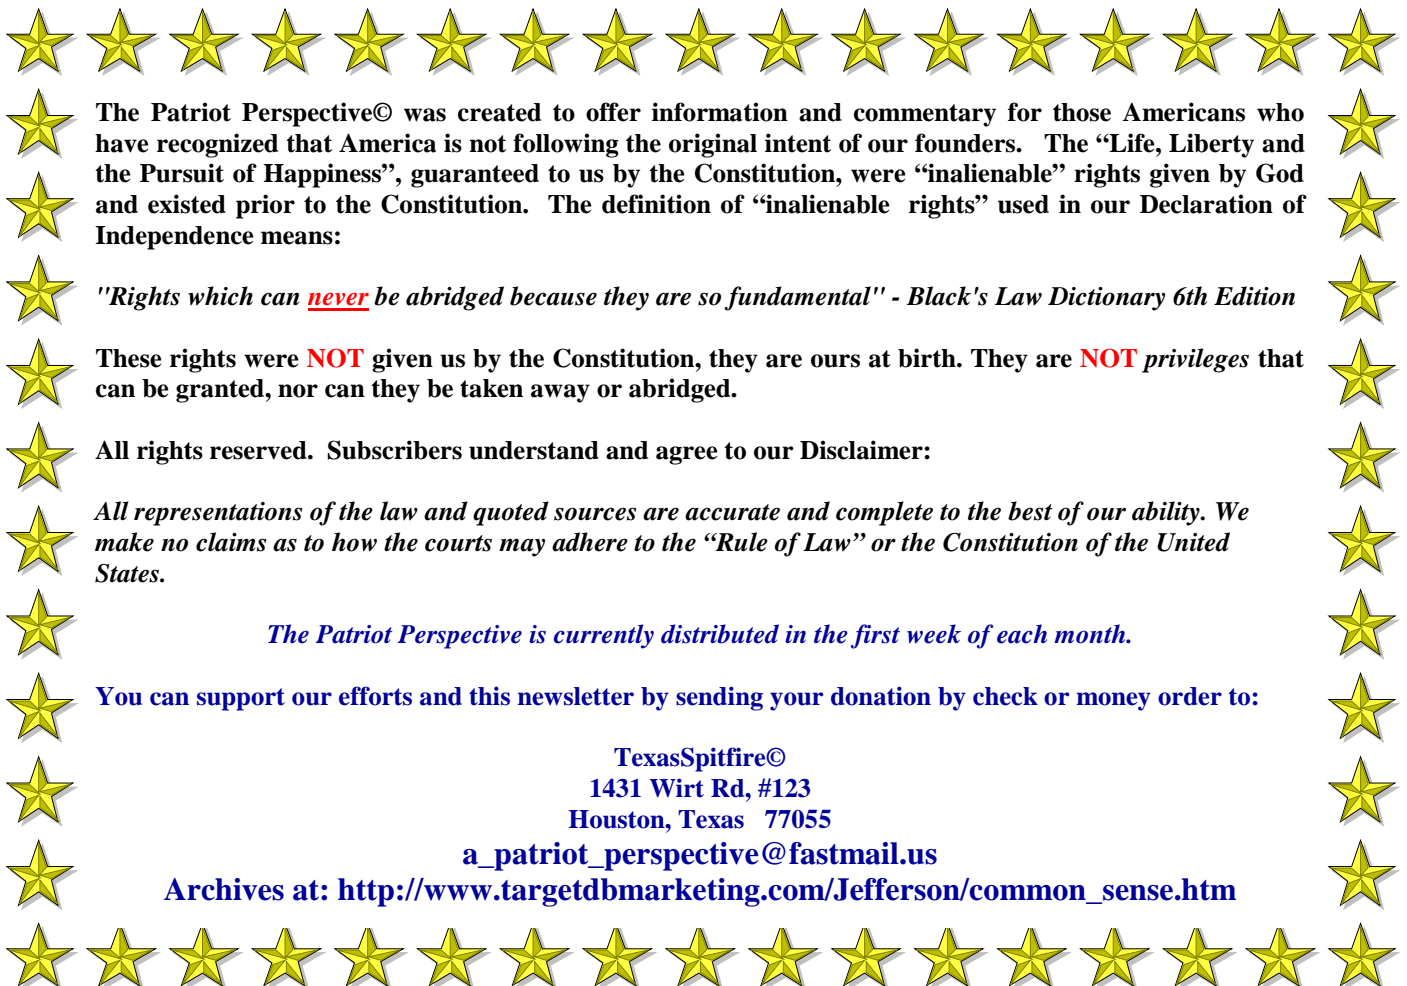 The Patriot Perspective© was created to offer information and commentary for those Americans who
have recognized that America is not following the original intent of our founders. The “Life, Liberty and
the Pursuit of Happiness”, guaranteed to us by the Constitution, were “inalienable” rights given by God
and existed prior to the Constitution. The definition of “inalienable rights” used in our Declaration of
Independence means:
"Rights which can never be abridged because they are so fundamental" - Black's Law Dictionary 6th Edition
These rights were NOT given us by the Constitution, they are ours at birth. They are NOT privileges that
can be granted, nor can they be taken away or abridged.
All rights reserved. Subscribers understand and agree to our Disclaimer:
All representations of the law and quoted sources are accurate and complete to the best of our ability. We
make no claims as to how the courts may adhere to the “Rule of Law” or the Constitution of the United
States.
The Patriot Perspective is currently distributed in the first week of each month.
You can support our efforts and this newsletter by sending your donation by check or money order to:
TexasSpitfire©
1431 Wirt Rd, #123
Houston, Texas 77055
a_patriot_perspective@fastmail.us
Archives at: http://www.targetdbmarketing.com/Jefferson/common_sense.htm